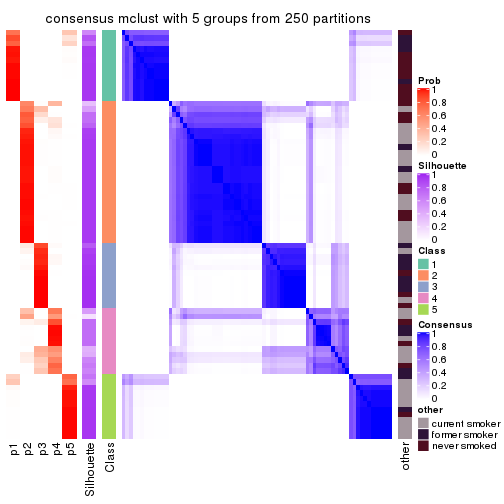 consensus mclust with 5 groups from 250 partitions
Prob
1
0.8
0.6
0.4
0.2
0
Silhouette
1
0.8
0.6
0.4
0.2
0
Class
1
2
3
4
5
Consensus
1
0.8
0.6
0.4
0.2
0
other
current smoker
former smoker
never smoked
p1
p2
p3
p4
p5
Silhouette
Class
other